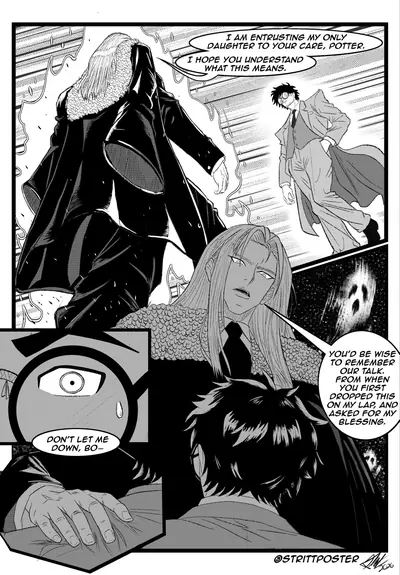 I AM ENTRUSTING MY ONLY
DAUGHTER TO YOUR CARE, POTTER.
I HOPE YOU UNDERSTAND
WHAT THIS MEANS.
YOU'D BE WISE
TO REMEMBER
OUR TALK.
FROM WHEN
YOU FIRST
DROPPED THIS
ON MY LAP, AND
ASKED FOR MY
BLESSING.
DON'T LET ME
DOWN, BO-
@STRITTPOSTER